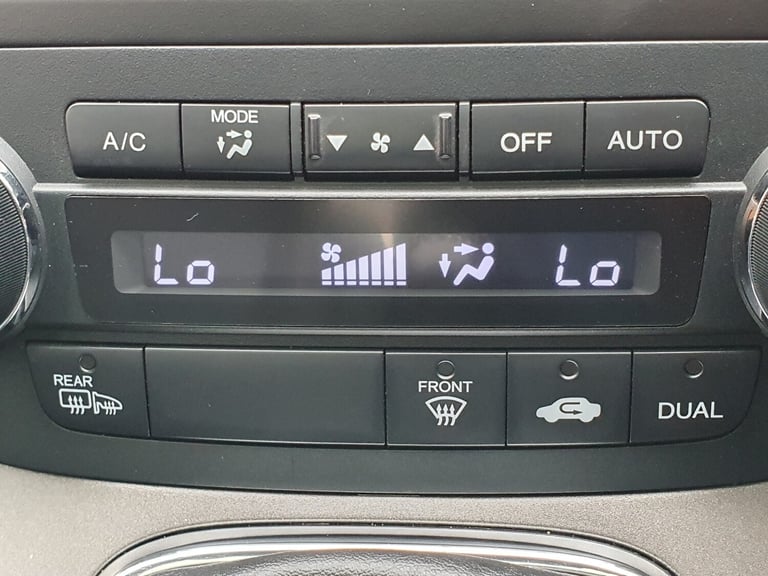 A/C MODE OFF AUTO
Lo Lo
REAR FRONT DUAL